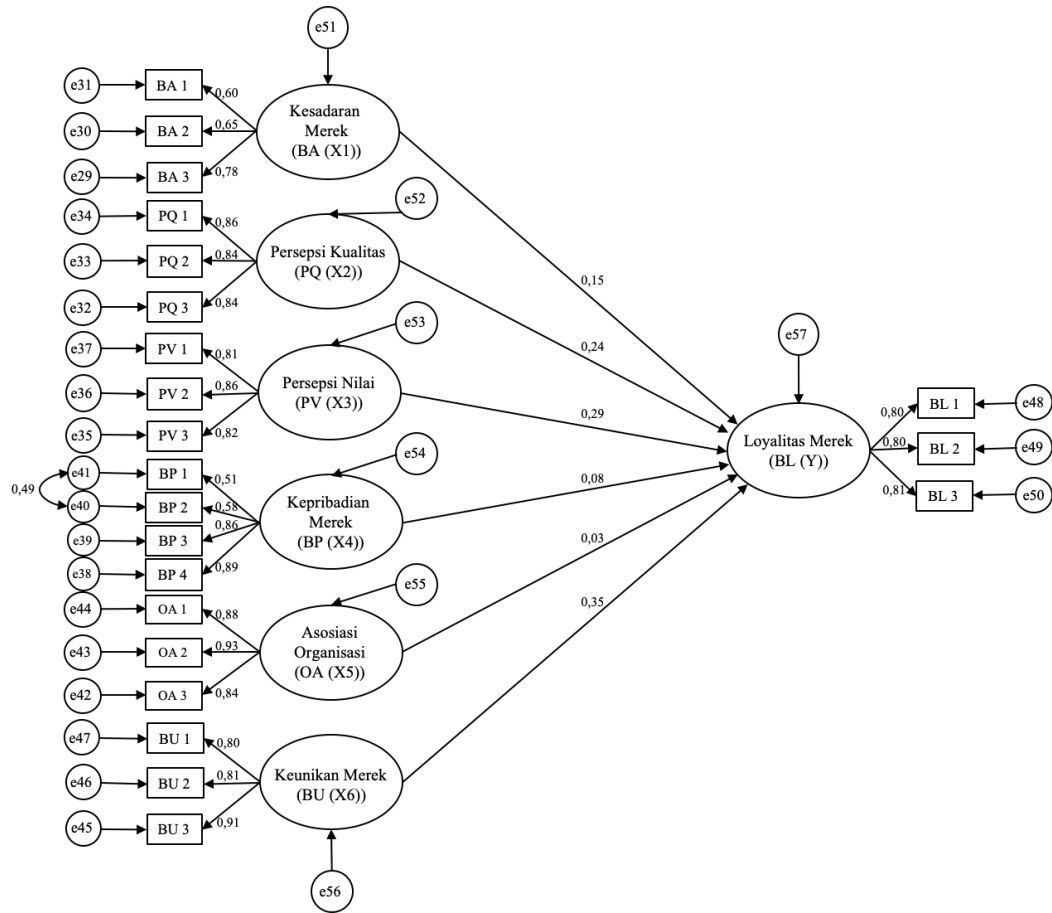 e51
e31
BA 1
0,60
e30
BA 2
0,65
e29
BA 3
0,78
Kesadaran
Merek
(BA (X1))
e34
PQ 1
0,86
e33
PQ 2
0,84
e32
PQ 3
0,84
e52
Persepsi Kualitas
(PQ (X2))
e37
PV 1
0,81
e36
PV 2
0,86
e35
PV 3
0,82
e53
Persepsi Nilai
(PV (X3))
0,49
e41
BP 1
0,51
e40
BP 2
0,58
e39
BP 3
0,86
e38
BP 4
0,89
e54
Kepribadian
Merek
(BP (X4))
e44
OA 1
0,88
e43
OA 2
0,93
e42
OA 3
0,84
e55
Asosiasi
Organisasi
(OA (X5))
e47
BU 1
0,80
e46
BU 2
0,81
e45
BU 3
0,91
Keunikan Merek
(BU (X6))
e56
0,15
0,24
0,29
0,08
0,03
0,35
e57
Loyalitas Merek
(BL (Y))
0,80
BL 1
e48
0,80
BL 2
e49
0,81
BL 3
e50